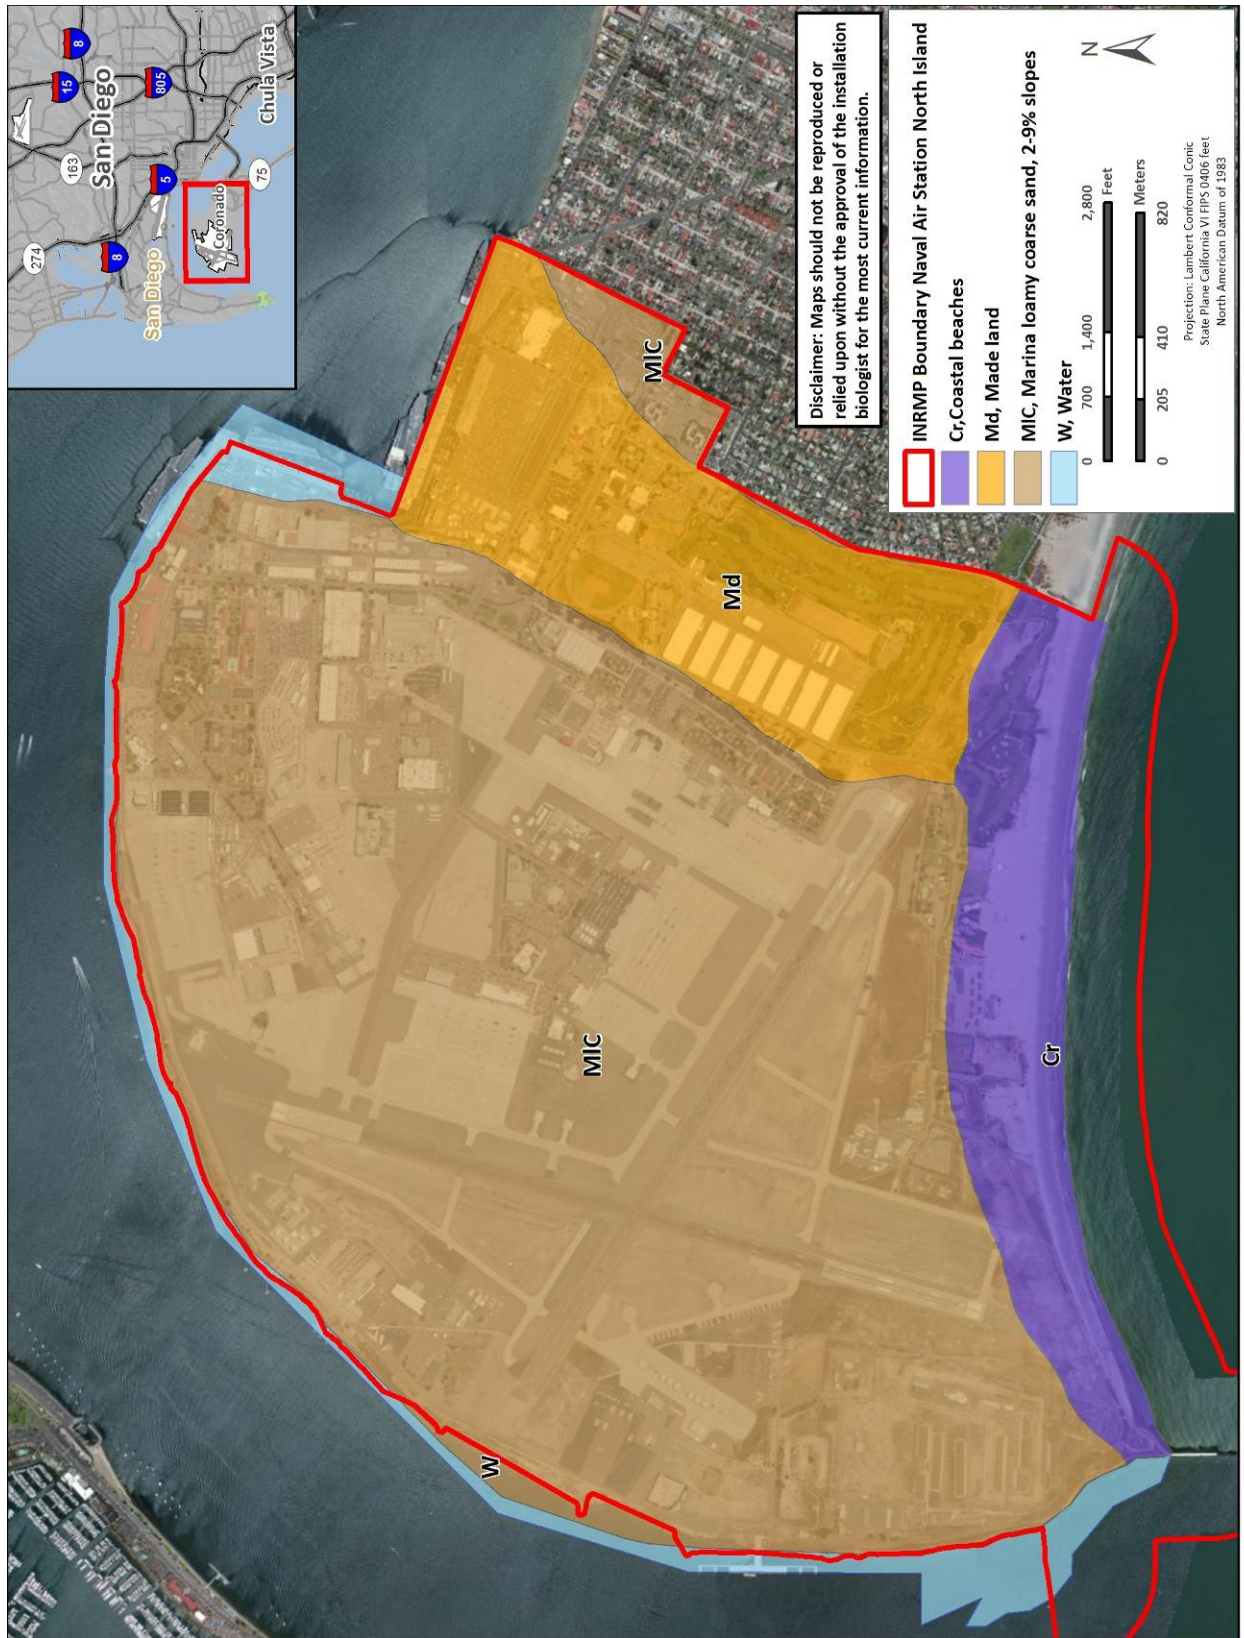 274
163
15
8
San Diego
805
8
5
San Diego
Coronado
75
Chula Vista
W
MIC
Md
MIC
Cr
Disclaimer: Maps should not be reproduced or
relied upon without the approval of the installation
biologist for the most current information.
INRMP Boundary Naval Air Station North Island
Cr,Coastal beaches
Md, Made land
MIC, Marina loamy coarse sand, 2-9% slopes
W, Water
N
0 700 1,400 2,800
Feet
Meters
0 205 410 820
Projection: Lambert Conformal Conic
State Plane California VI FIPS 0406 feet
North American Datum of 1983